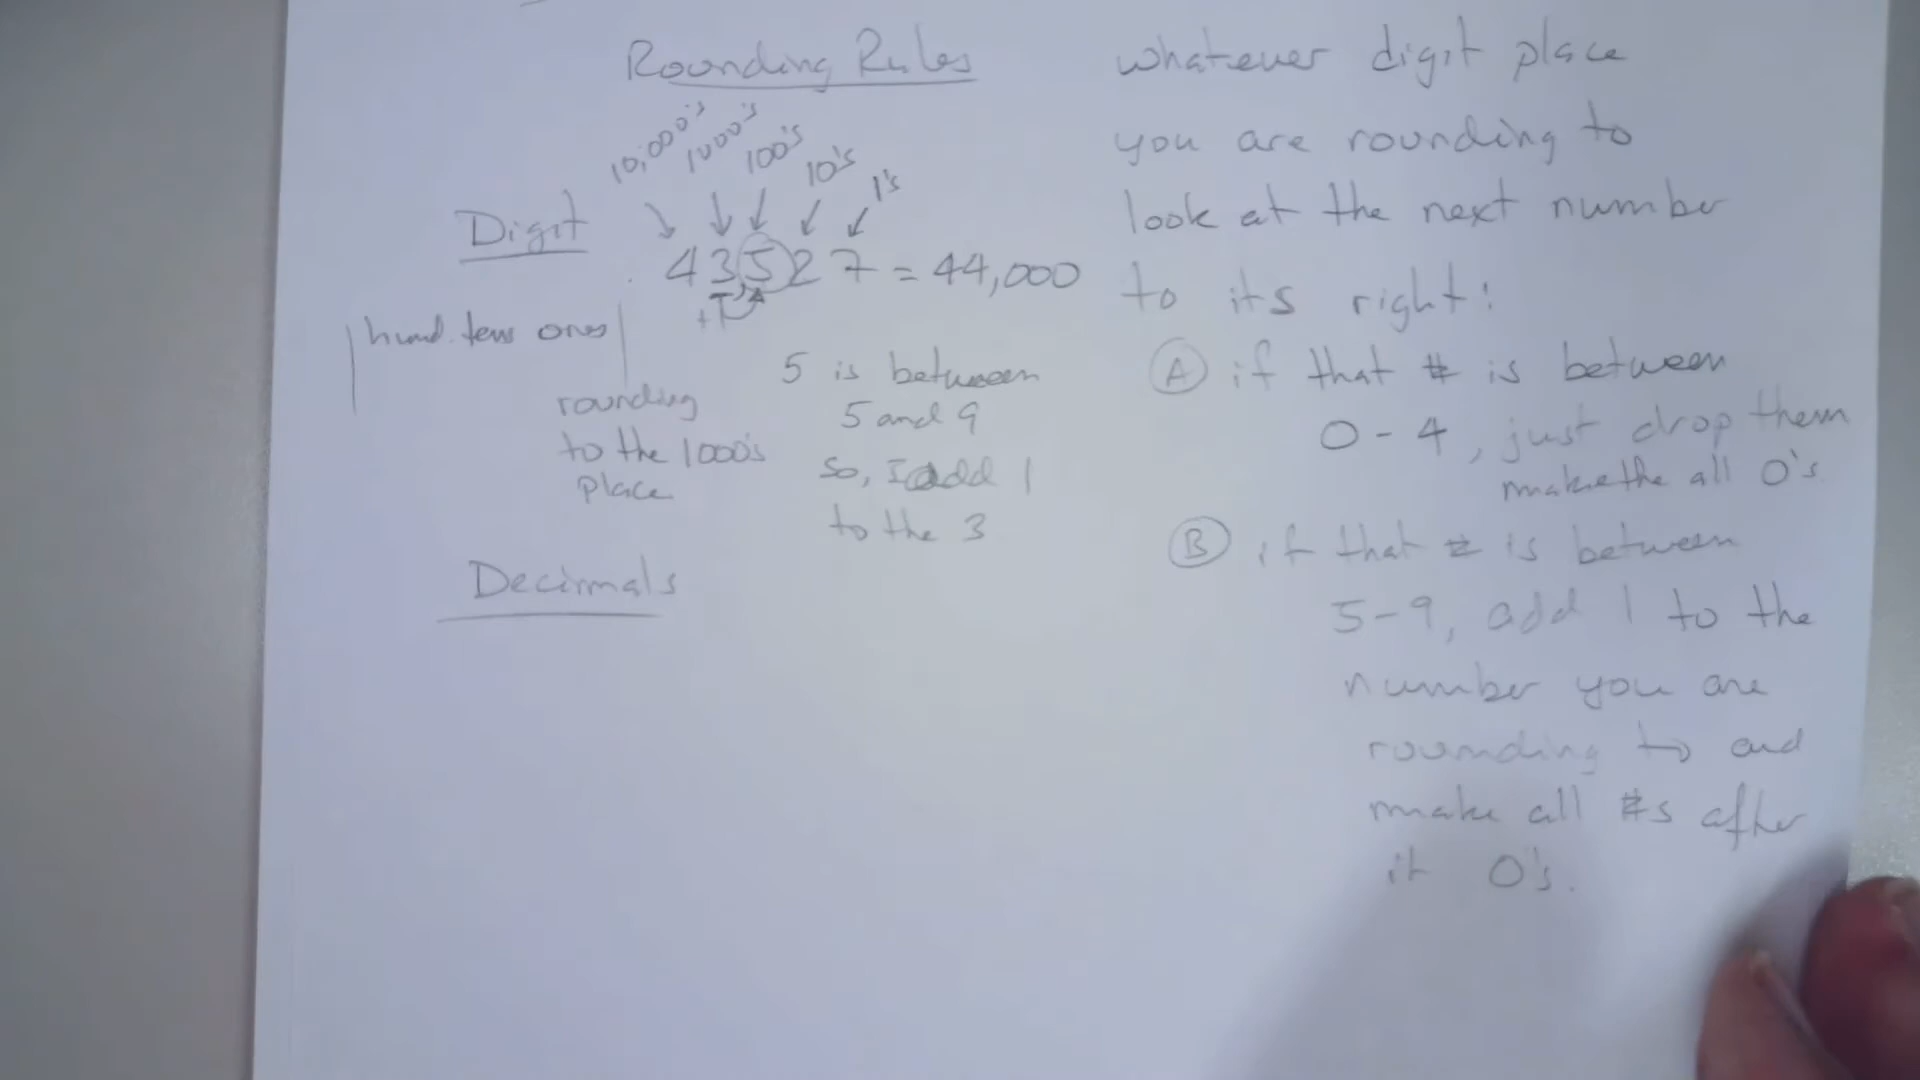 Rounding Rules
10,000's 1000's 100's 10's 1's
Digit
43527 = 44,000
+1
hund. tens ones
rounding
to the 1000's
place
5 is between
5 and 9
So, I add 1
to the 3
Decimals
whatever digit place
you are rounding to
look at the next number
to its right:
A if that # is between
0-4, just drop them
make the all 0's
B if that # is between
5-9, add 1 to the
number you are
rounding to and
make all #s after
it 0's.